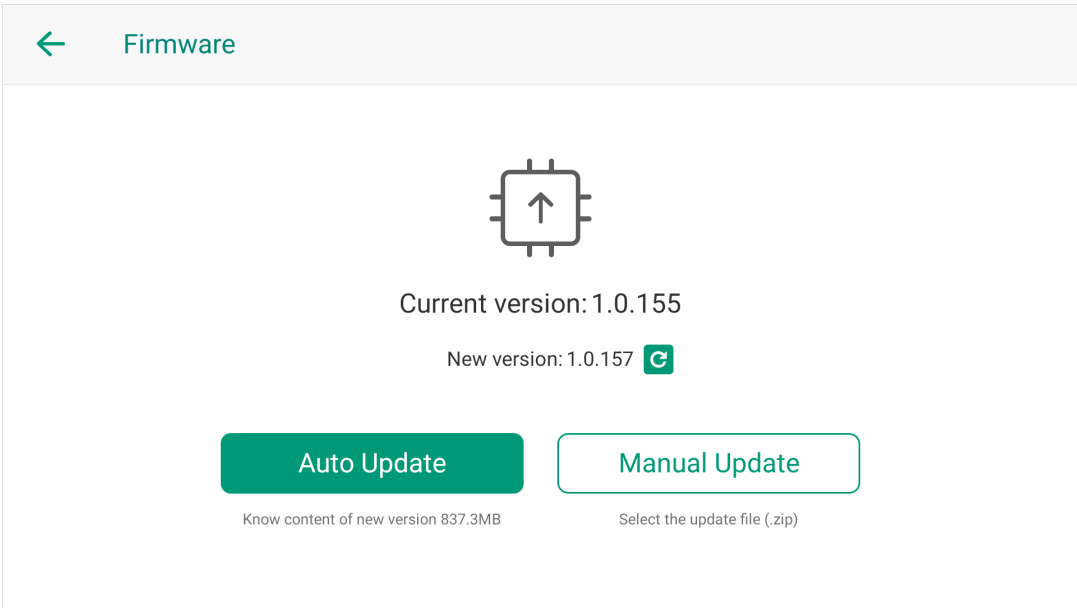 Firmware
Current version: 1.0.155
New version: 1.0.157
Auto Update
Manual Update
Know content of new version 837.3MB
Select the update file (.zip)